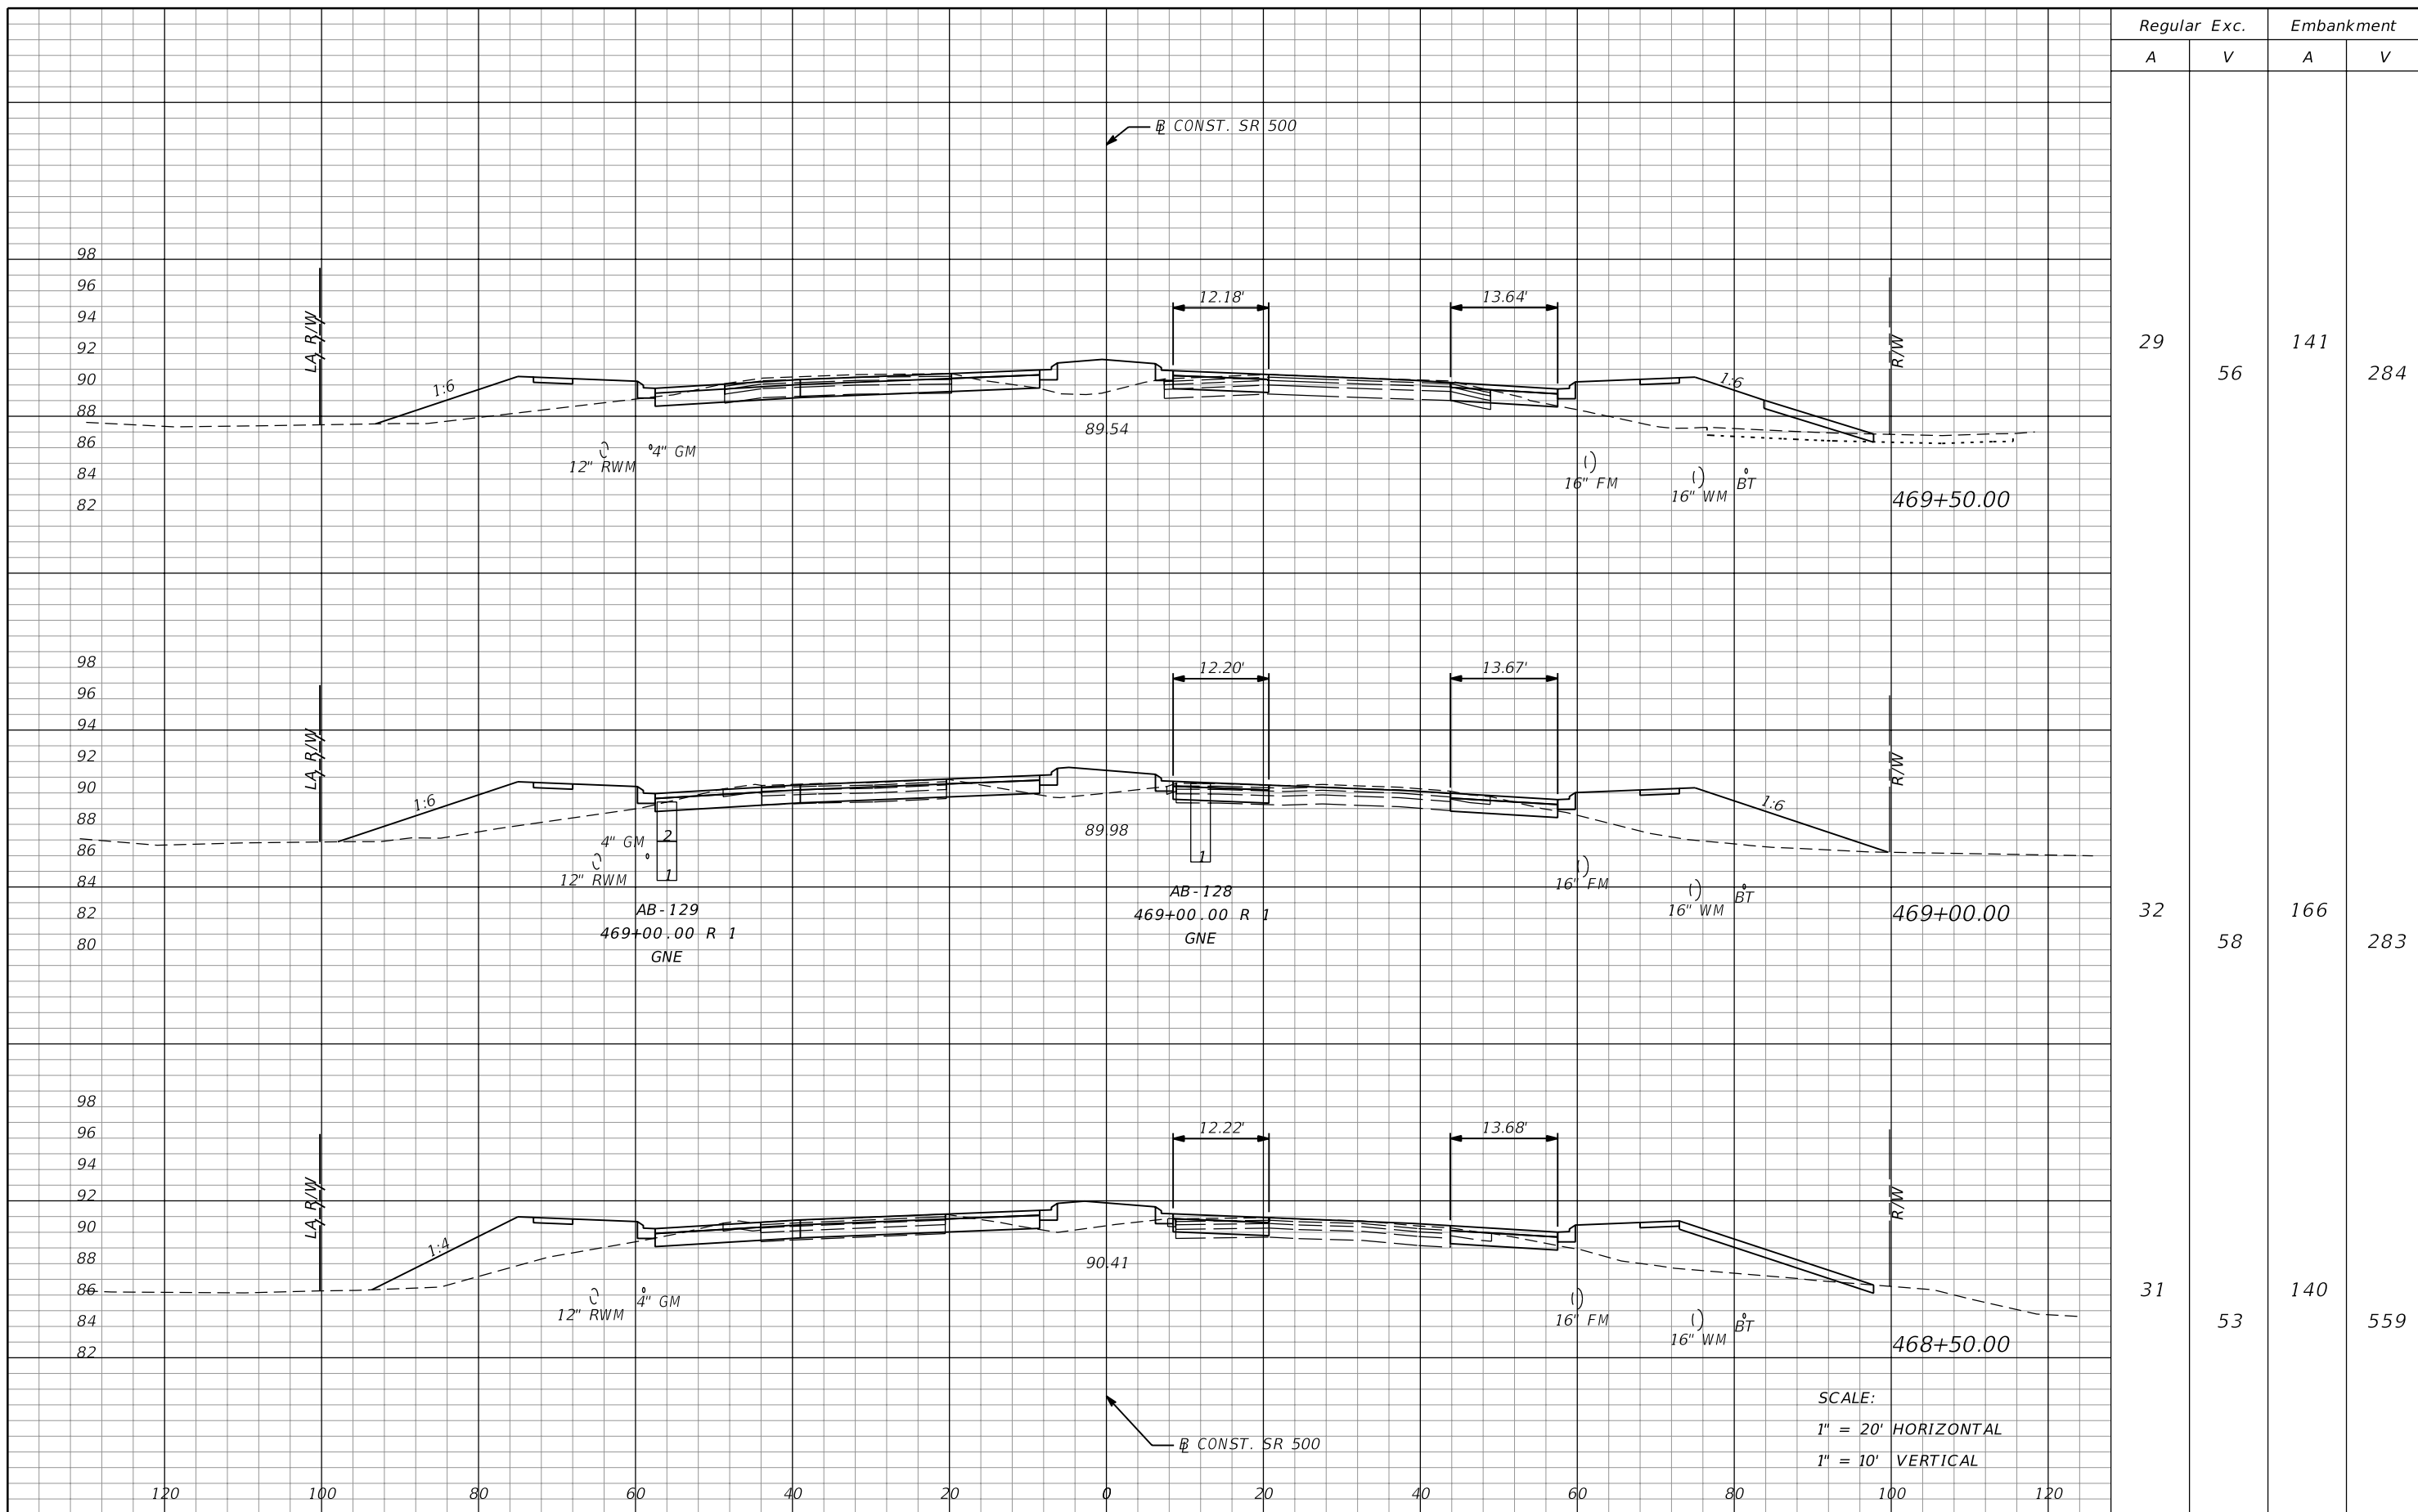 Regular Exc. Embankment
A V A V
℄ CONST. SR 500
98
96
94
92
90
88
86
84
82
LA R/W
1:6
12.18'
13.64'
1:6
R/W
89.54
12" RWM
4" GM
16" FM
16" WM
BT
469+50.00
29 141
56 284
98
96
94
92
90
88
86
84
82
80
LA R/W
1:6
12.20'
13.67'
1:6
R/W
89.98
4" GM
12" RWM
2
1
1
AB-129
469+00.00 R 1
GNE
AB-128
469+00.00 R 1
GNE
16" FM
16" WM
BT
469+00.00
32 166
58 283
98
96
94
92
90
88
86
84
82
LA R/W
1:4
12.22'
13.68'
R/W
90.41
12" RWM
4" GM
16" FM
16" WM
BT
468+50.00
31 140
53 559
℄ CONST. SR 500
SCALE:
1" = 20' HORIZONTAL
1" = 10' VERTICAL
120 100 80 60 40 20 0 20 40 60 80 100 120